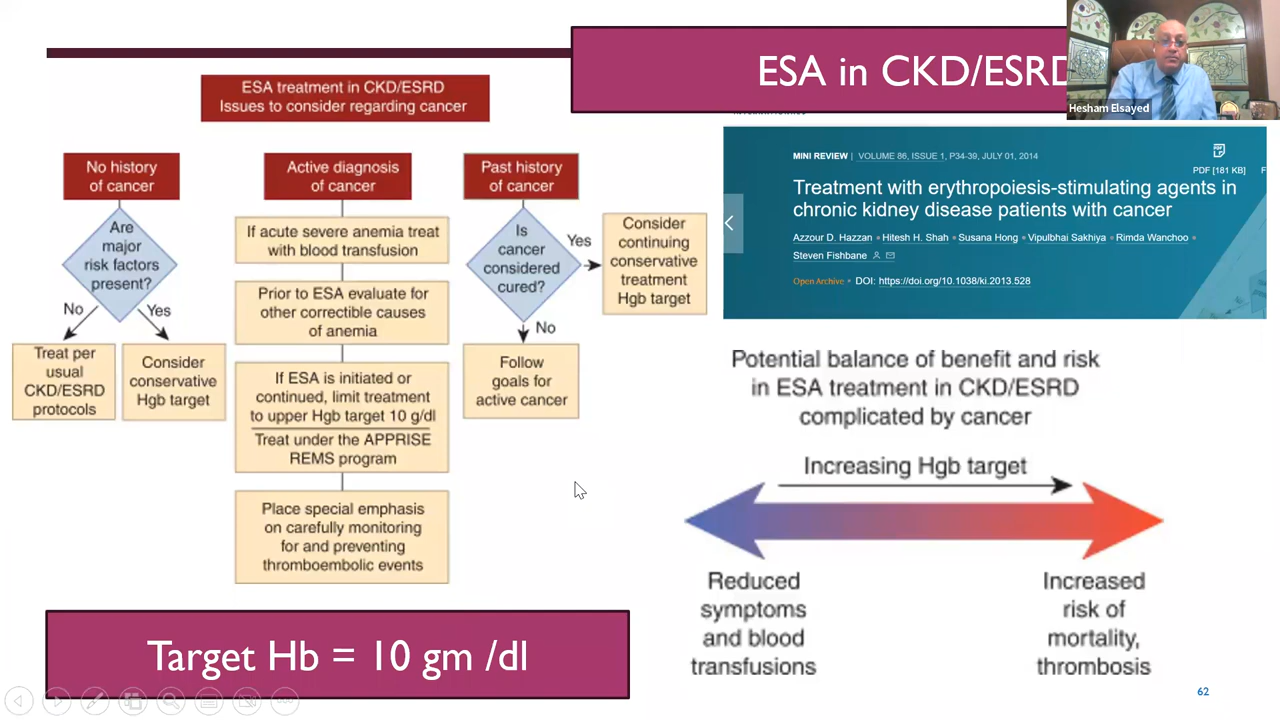 ESA in CKD/ESRD
Hesham Elsayed
ESA treatment in CKD/ESRD
Issues to consider regarding cancer
No history
of cancer
Are
major
risk factors
present?
No
Yes
Treat per
usual
CKD/ESRD
protocols
Consider
conservative
Hgb target
Active diagnosis
of cancer
If acute severe anemia treat
with blood transfusion
Prior to ESA evaluate for
other correctible causes
of anemia
If ESA is initiated or
continued, limit treatment
to upper Hgb target 10 g/dl
Treat under the APPRISE
REMS program
Place special emphasis
on carefully monitoring
for and preventing
thromboembolic events
Past history
of cancer
Is
cancer
considered
cured?
Yes
Consider
continuing
conservative
treatment
Hgb target
No
Follow
goals for
active cancer
MINI REVIEW | VOLUME 86, ISSUE 1, P34-39, JULY 01, 2014
PDF [181 KB]
F
Treatment with erythropoiesis-stimulating agents in
chronic kidney disease patients with cancer
Azzour D. Hazzan • Hitesh H. Shah • Susana Hong • Vipulbhai Sakhiya • Rimda Wanchoo •
Steven Fishbane
Open Archive • DOI: https://doi.org/10.1038/ki.2013.528
Potential balance of benefit and risk
in ESA treatment in CKD/ESRD
complicated by cancer
Increasing Hgb target
Reduced
symptoms
and blood
transfusions
Increased
risk of
mortality,
thrombosis
Target Hb = 10 gm /dl
62